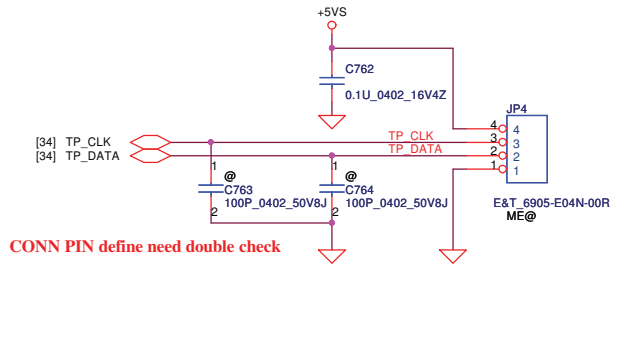 +5VS
C762
0.1U_0402_16V4Z
JP4
4 4
[34] TP_CLK TP_CLK 3 3
[34] TP_DATA TP_DATA 2 2
1 1
1 @ 1 @
C763 C764
100P_0402_50V8J 100P_0402_50V8J
2 2
E&T_6905-E04N-00R
ME@
CONN PIN define need double check